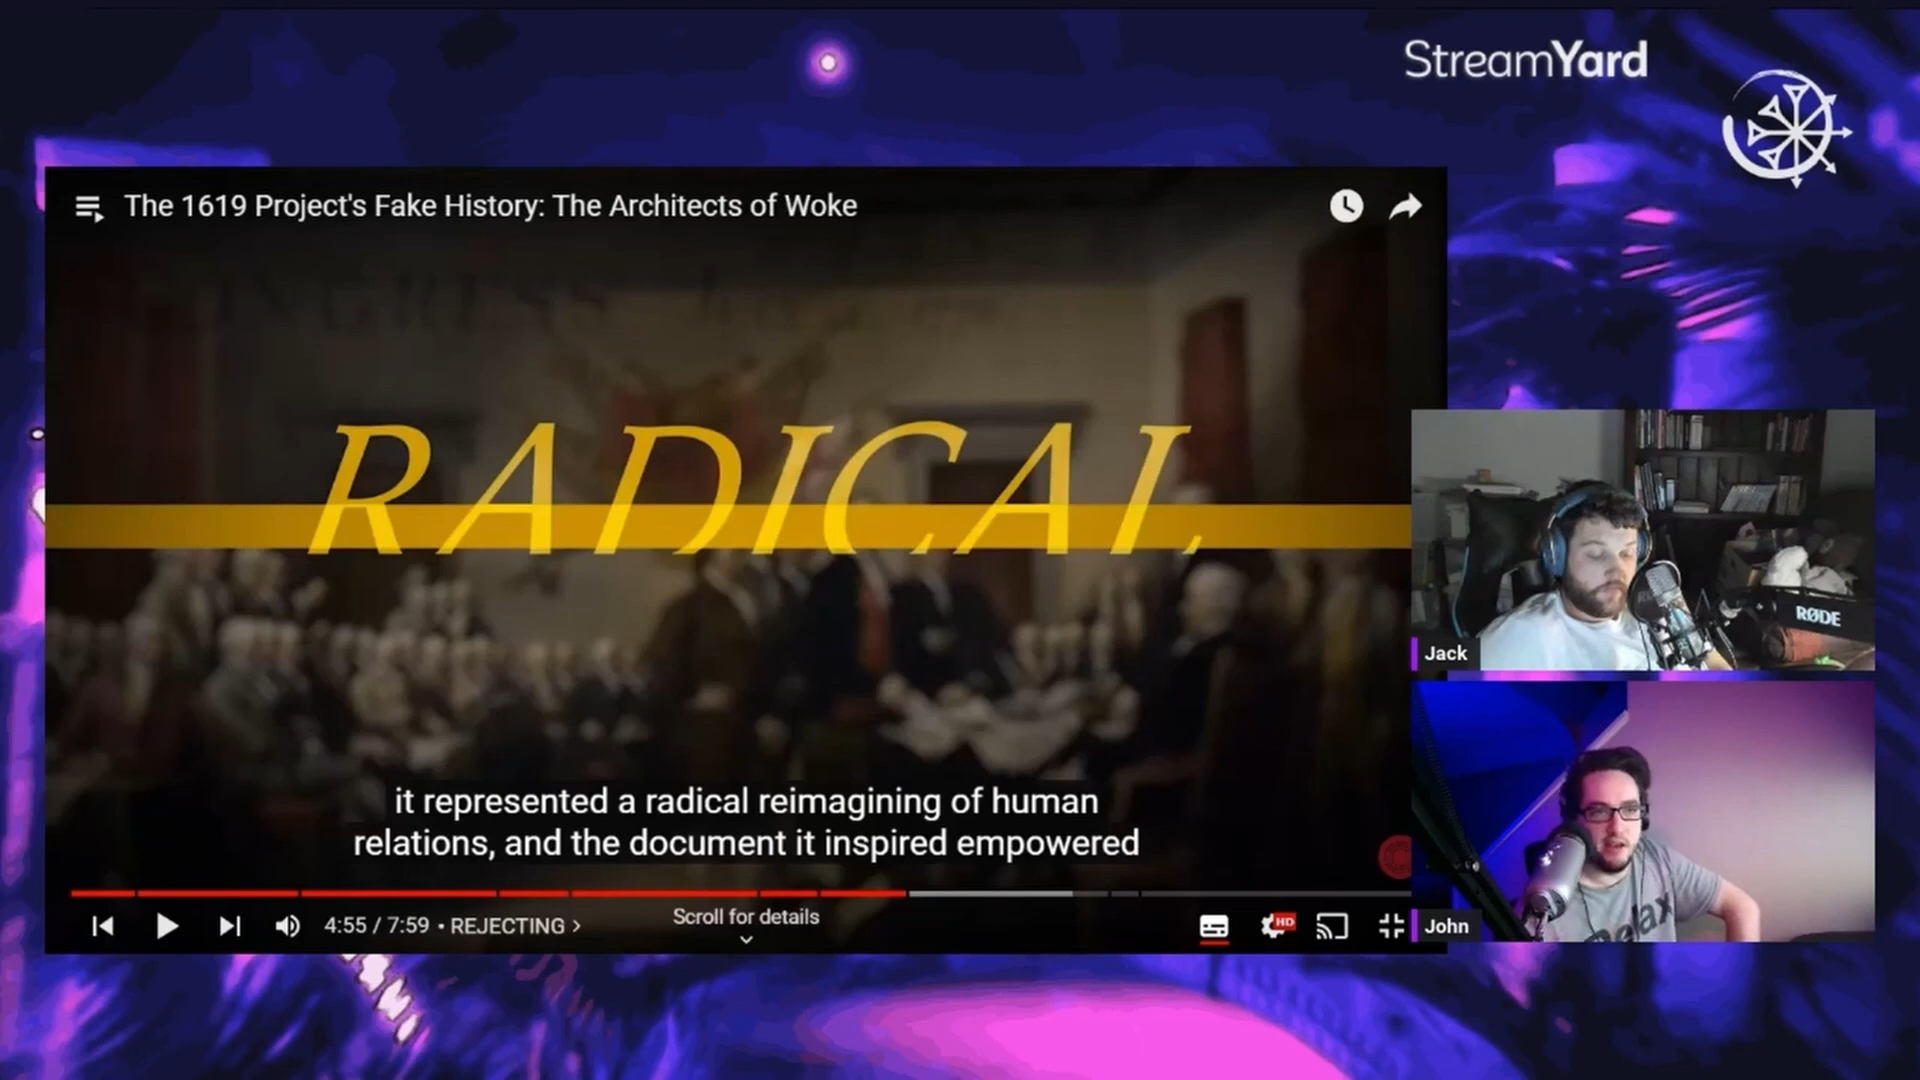 StreamYard
The 1619 Project's Fake History: The Architects of Woke
RADICAL
it represented a radical reimagining of human
relations, and the document it inspired empowered
4:55 / 7:59 • REJECTING >
Scroll for details
HD
RØDE
Jack
Relax
John